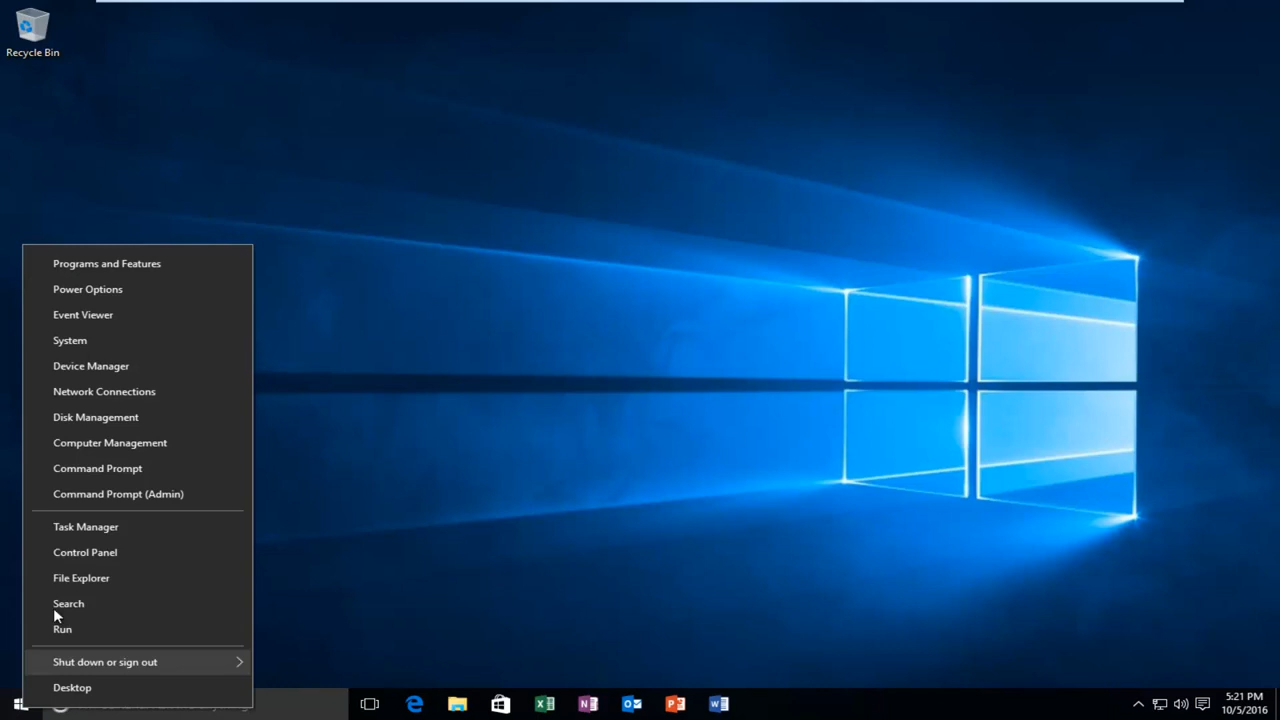 Recycle Bin
Programs and Features
Power Options
Event Viewer
System
Device Manager
Network Connections
Disk Management
Computer Management
Command Prompt
Command Prompt (Admin)
Task Manager
Control Panel
File Explorer
Search
Run
Shut down or sign out
Desktop
5:21 PM
10/5/2016